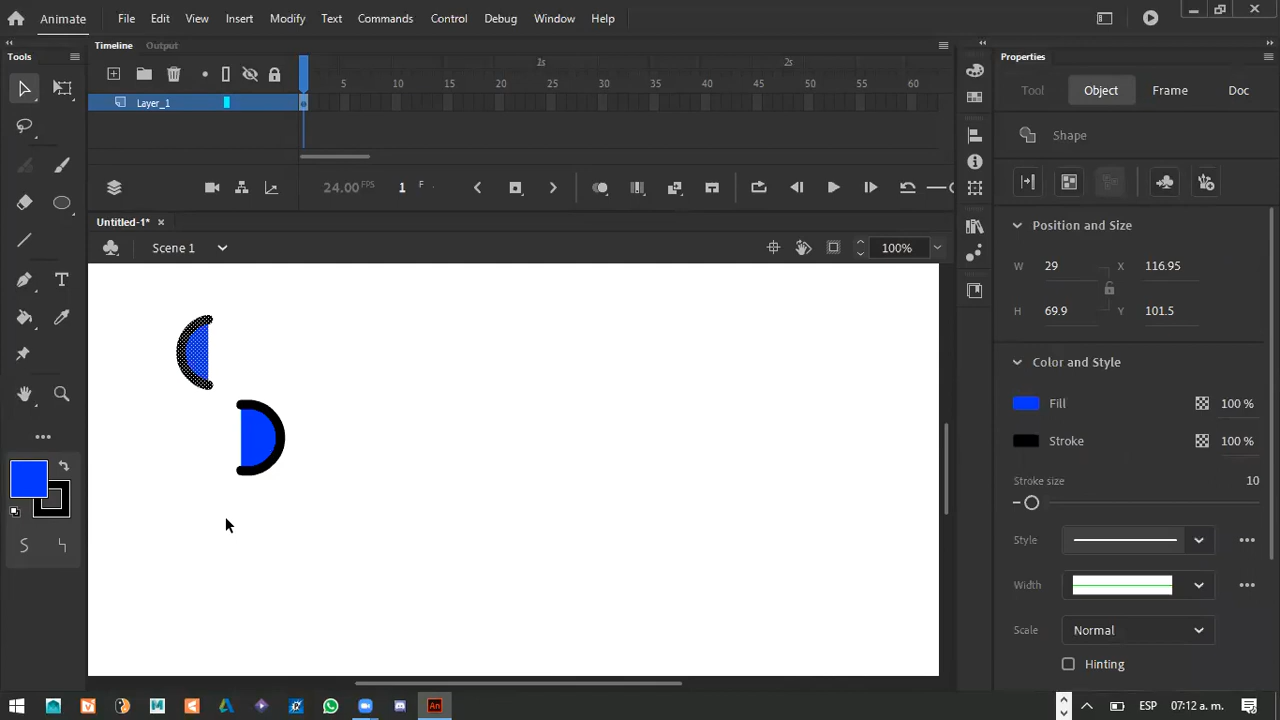 Animate File Edit View Insert Modify Text Commands Control Debug Window Help
Tools
Timeline Output
Properties
1s 2s
5 10 15 20 25 30 35 40 45 50 55 60
Layer_1
Tool Object Frame Doc
Shape
24.00 FPS 1 F
Untitled-1*
Scene 1
100%
Position and Size
W 29 X 116.95
H 69.9 Y 101.5
Color and Style
Fill 100 %
Stroke 100 %
Stroke size 10
Style
Width
Scale Normal
Hinting
An
ESP 07:12 a. m.